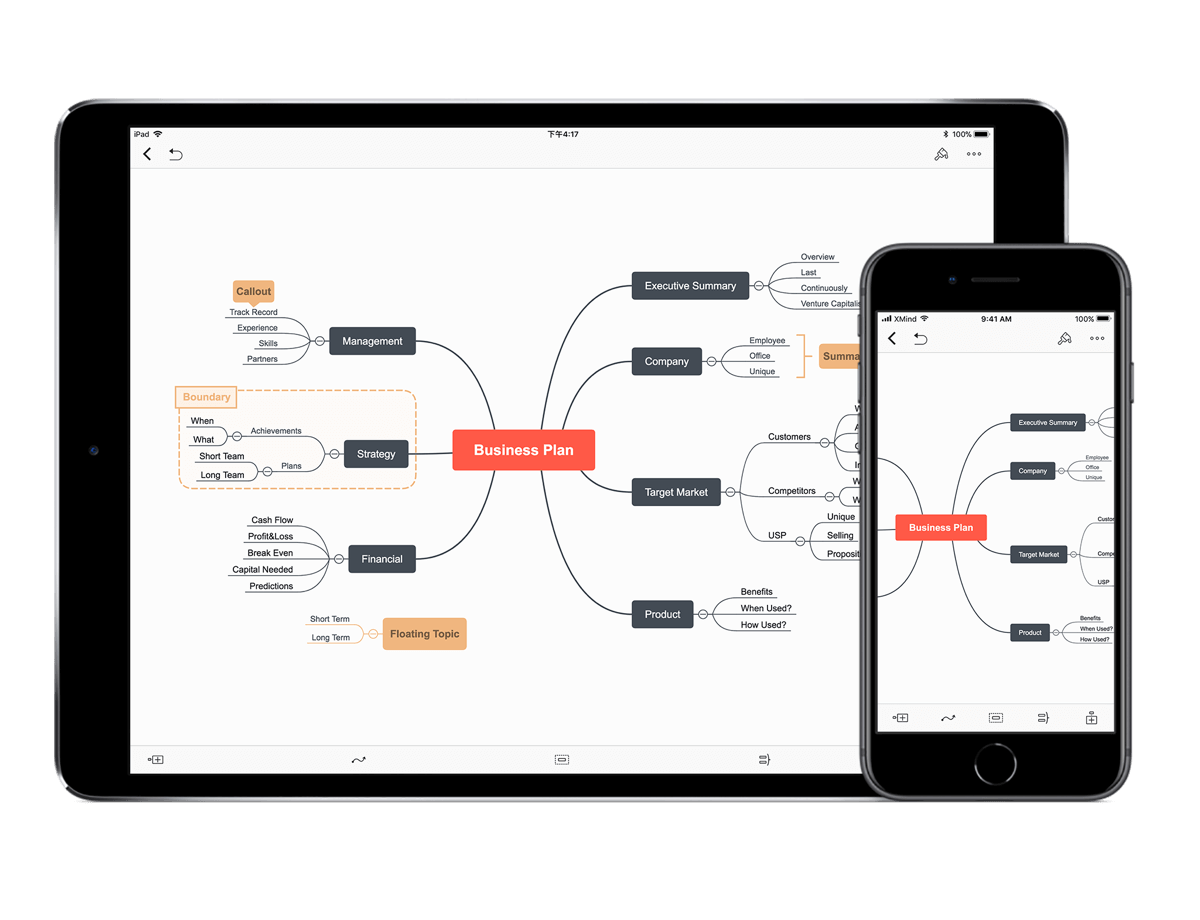 iPad
下午4:17
100%
Callout
Track Record
Experience
Skills
Partners
Management
Boundary
When
What
Achievements
Short Team
Long Team
Plans
Strategy
Cash Flow
Profit&Loss
Break Even
Capital Needed
Predictions
Financial
Short Term
Long Term
Floating Topic
Business Plan
Executive Summary
Overview
Last
Continuously
Venture Capitalis
Company
Employee
Office
Unique
Summa
Target Market
Customers
Competitors
W
W
USP
Unique
Selling
Proposit
Product
Benefits
When Used?
How Used?
XMind
9:41 AM
100%
Executive Summary
Company
Employee
Office
Unique
Business Plan
Target Market
Custor
Compe
USP
Product
Benefits
When Used?
How Used?